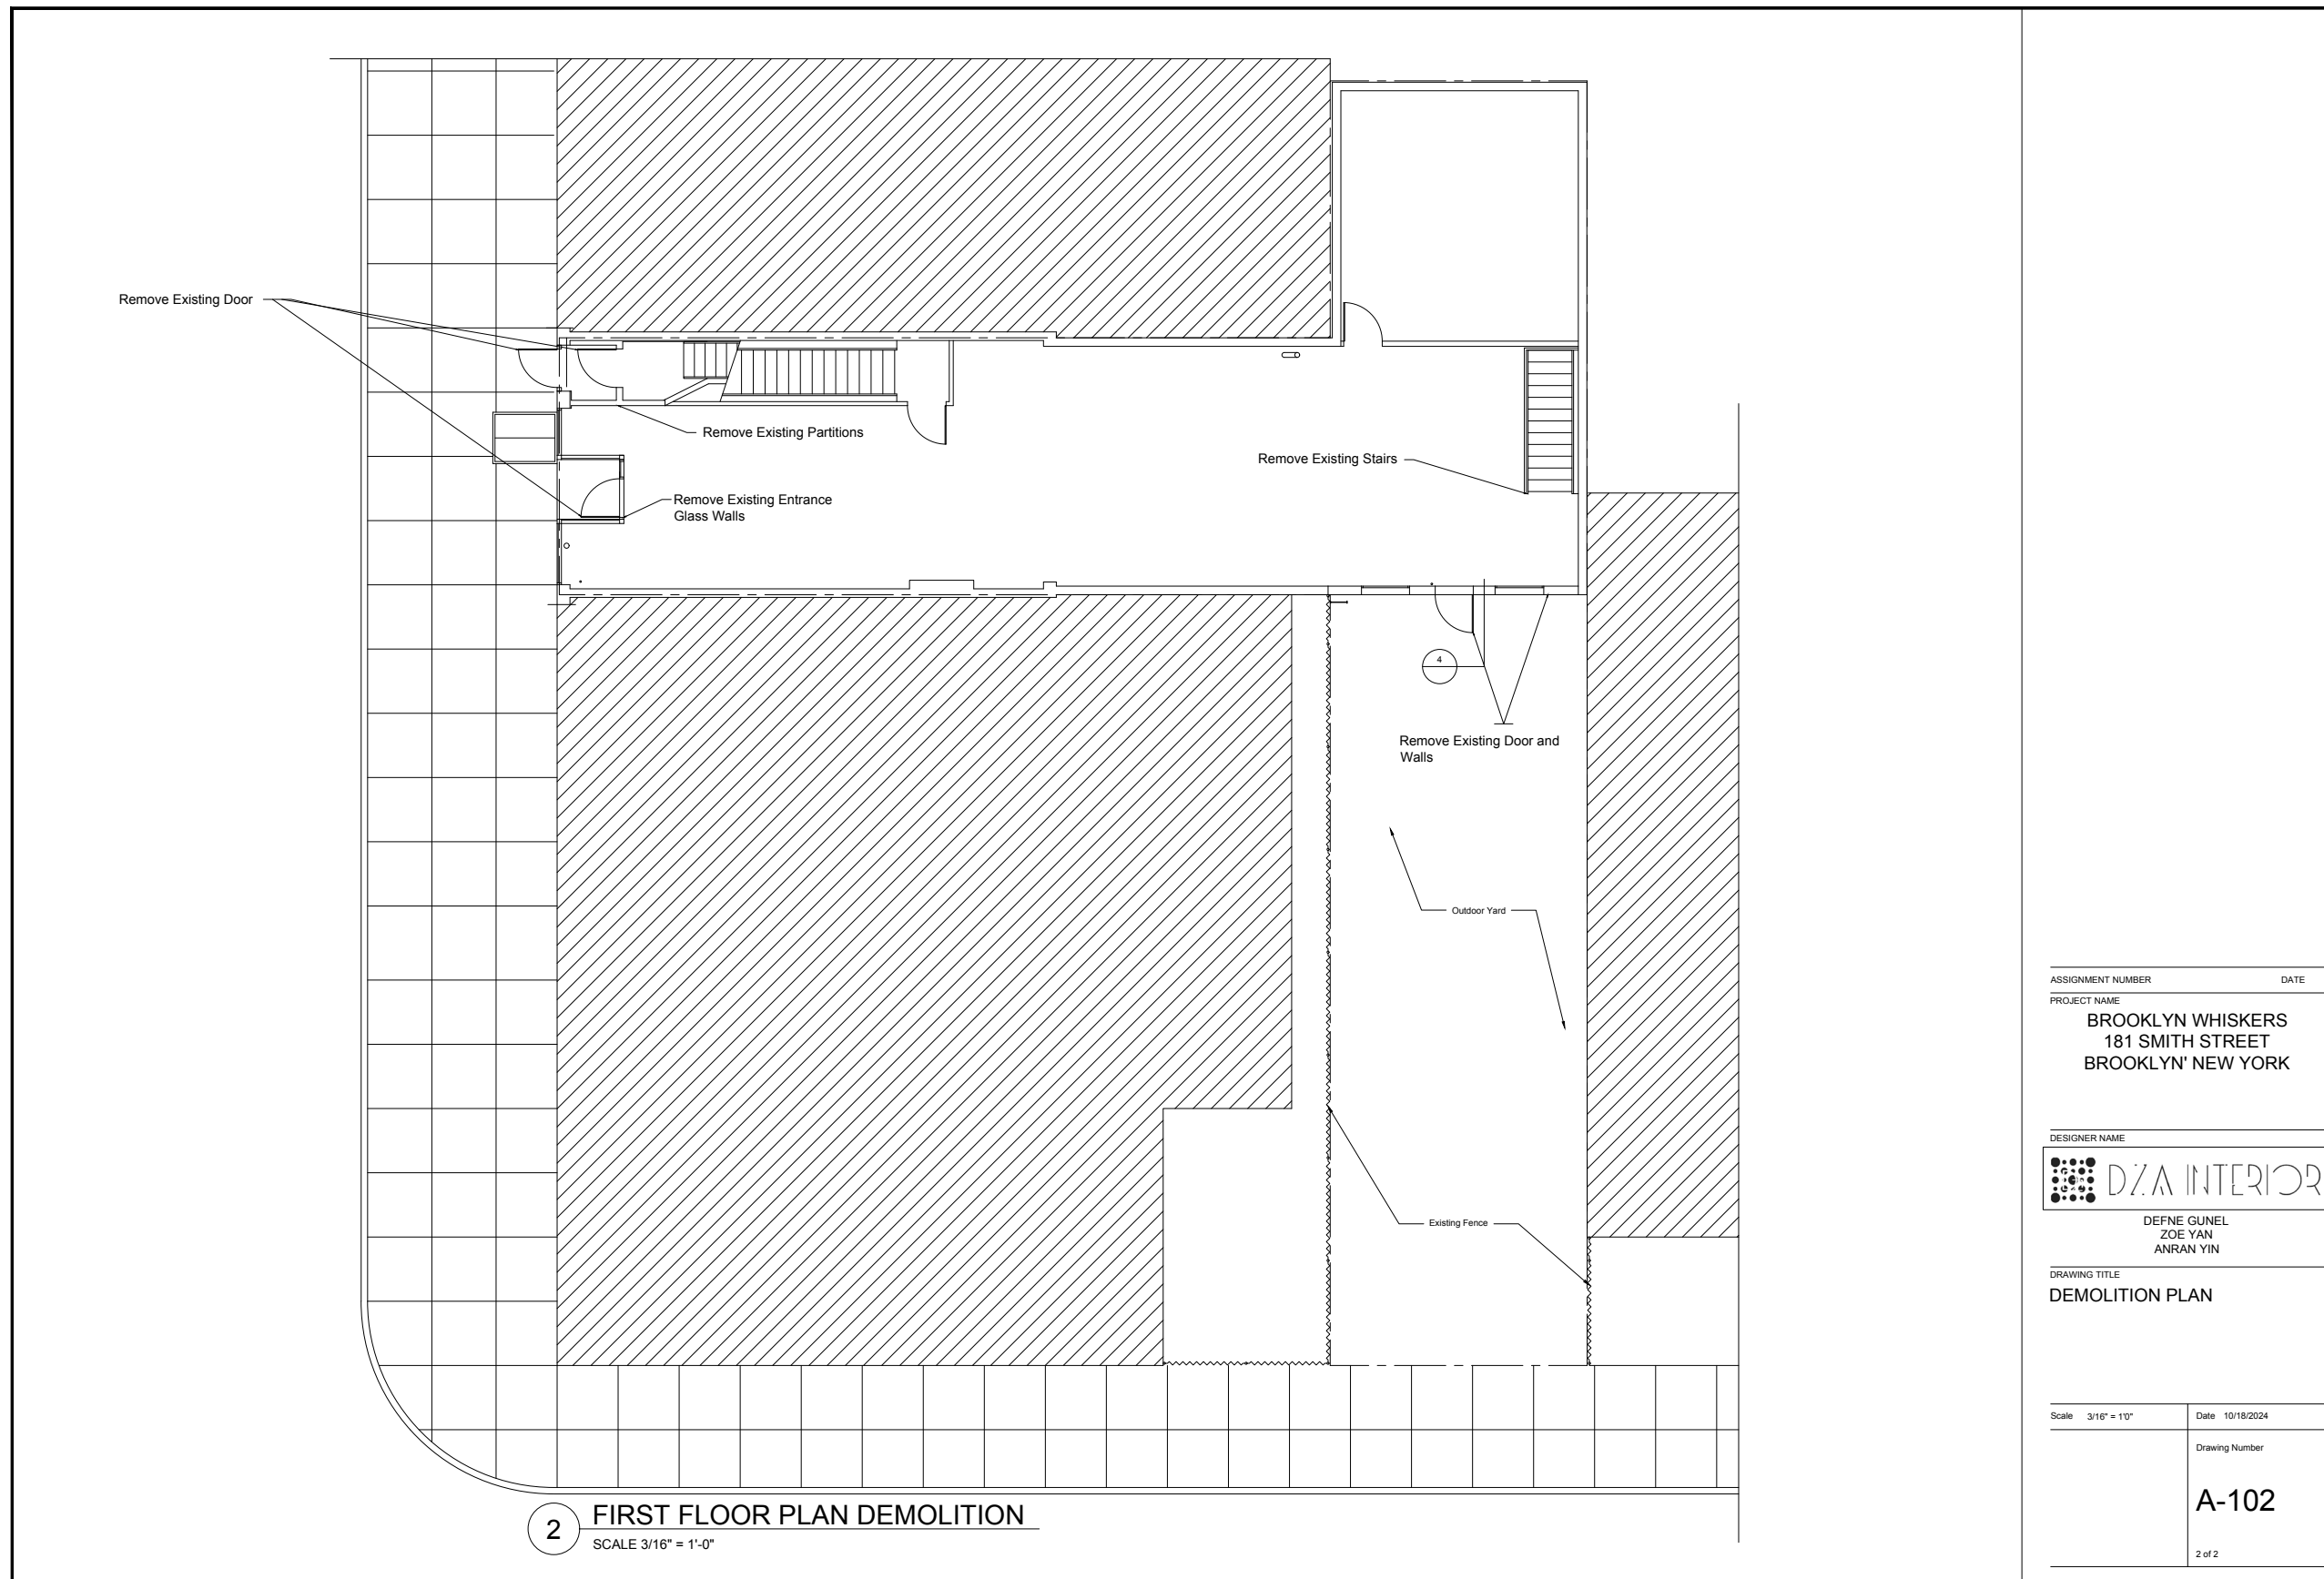 Remove Existing Door
Remove Existing Partitions
Remove Existing Stairs
Remove Existing Entrance
Glass Walls
4
Remove Existing Door and
Walls
Outdoor Yard
Existing Fence
2
FIRST FLOOR PLAN DEMOLITION
SCALE 3/16" = 1'-0"
ASSIGNMENT NUMBER DATE
PROJECT NAME
BROOKLYN WHISKERS
181 SMITH STREET
BROOKLYN' NEW YORK
DESIGNER NAME
DZA INTERIOR
DEFNE GUNEL
ZOE YAN
ANRAN YIN
DRAWING TITLE
DEMOLITION PLAN
Scale 3/16" = 1'0"
Date 10/18/2024
Drawing Number
A-102
2 of 2